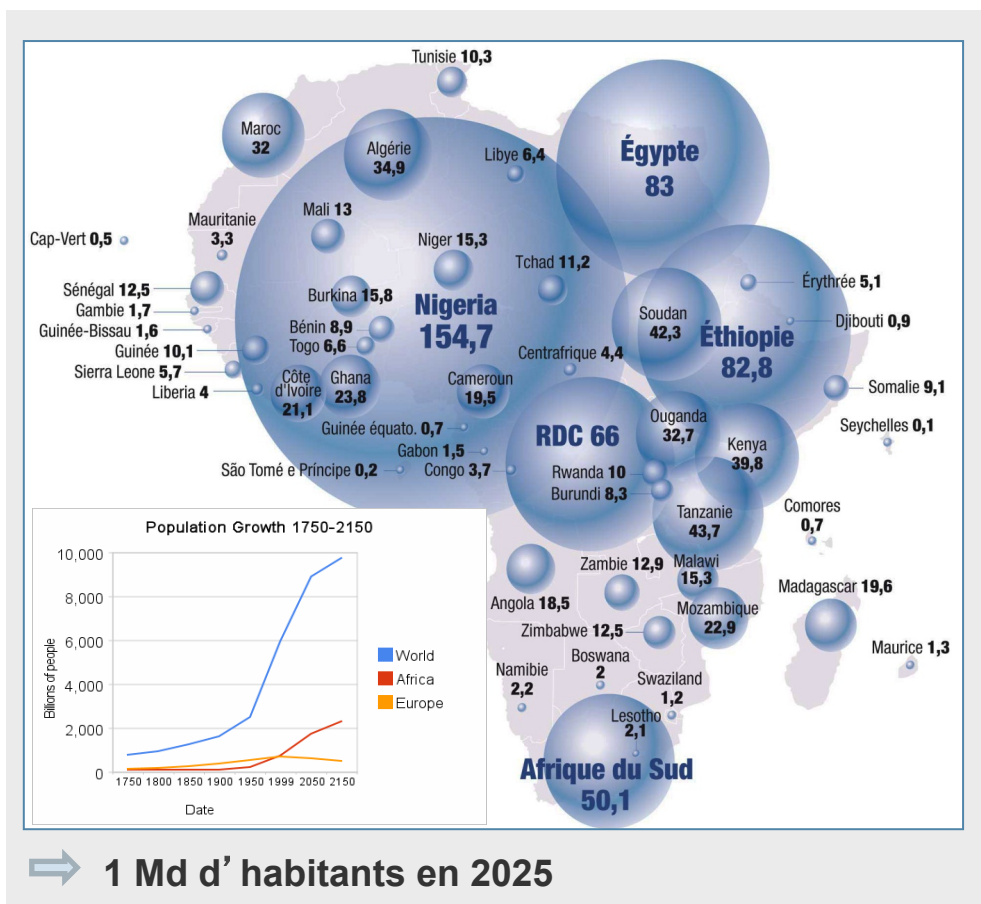 Tunisie 10,3
Maroc
32
Algérie
34,9
Libye 6,4
Égypte
83
Mali 13
Mauritanie
3,3
Cap-Vert 0,5
Niger 15,3
Tchad 11,2
Érythrée 5,1
Sénégal 12,5
Burkina 15,8
Nigeria
154,7
Soudan
42,3
Gambie 1,7
Djibouti 0,9
Guinée-Bissau 1,6
Bénin 8,9
Éthiopie
82,8
Togo 6,6
Guinée 10,1
Centrafrique 4,4
Sierra Leone 5,7
Côte
d'Ivoire
21,1
Ghana
23,8
Cameroun
19,5
Liberia 4
Somalie 9,1
Ouganda
32,7
Seychelles 0,1
Guinée équato. 0,7
RDC 66
Kenya
39,8
Gabon 1,5
São Tomé e Príncipe 0,2
Congo 3,7
Rwanda 10
Burundi 8,3
Tanzanie
43,7
Comores
0,7
Zambie 12,9
Malawi
15,3
Angola 18,5
Madagascar 19,6
Mozambique
22,9
Zimbabwe 12,5
Maurice 1,3
Boswana
2
Namibie
2,2
Swaziland
1,2
Lesotho
2,1
Afrique du Sud
50,1
Population Growth 1750-2150
10,000
8,000
6,000
4,000
2,000
0
Billions of people
1750 1800 1850 1900 1950 1999 2050 2150
Date
World
Africa
Europe
1 Md d’ habitants en 2025